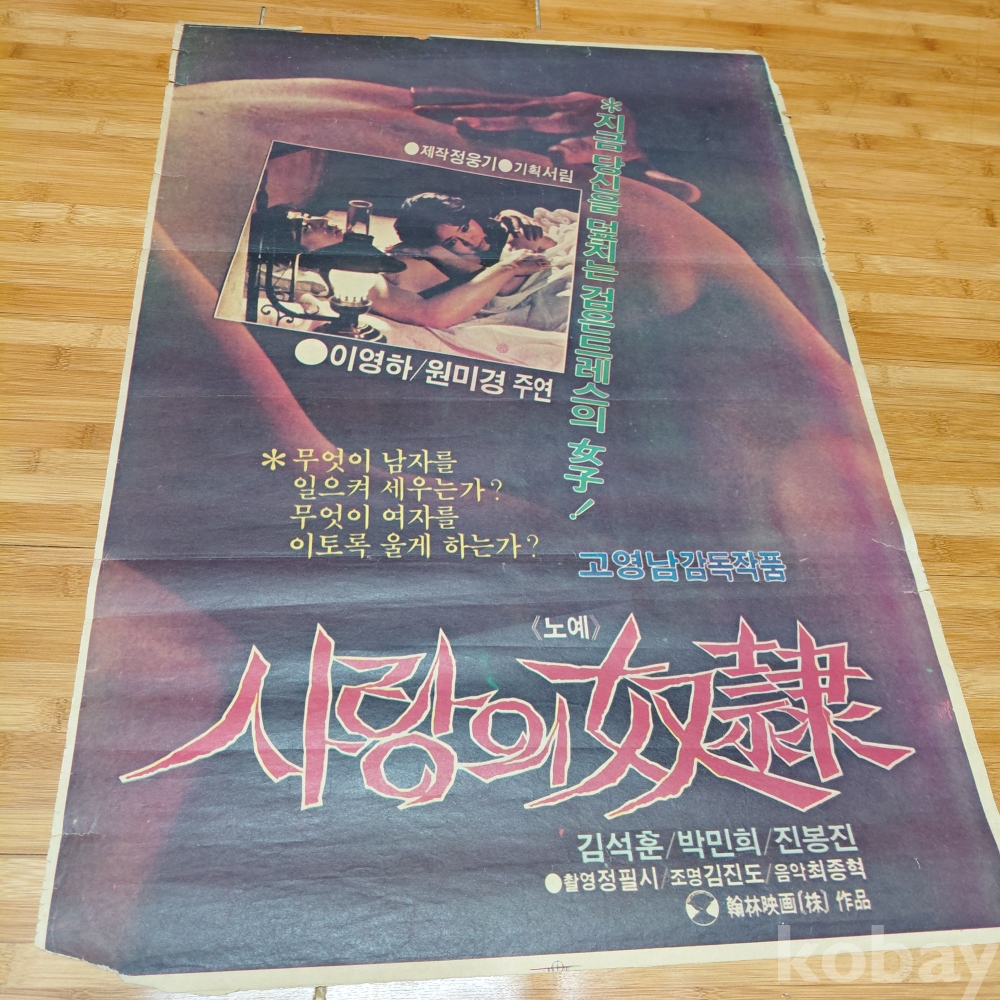 ●제작정웅기●기획서림
*지금 당신을 덮치는 검은드레스의 女子!
●이영하/원미경 주연
*무엇이 남자를
일으켜 세우는가?
무엇이 여자를
이토록 울게 하는가?
고영남감독작품
《노예》
사랑의奴隷
김석훈/박민희/진봉진
●촬영정필시/조명김진도/음악최종혁
翰林映画(株) 作品
kobay